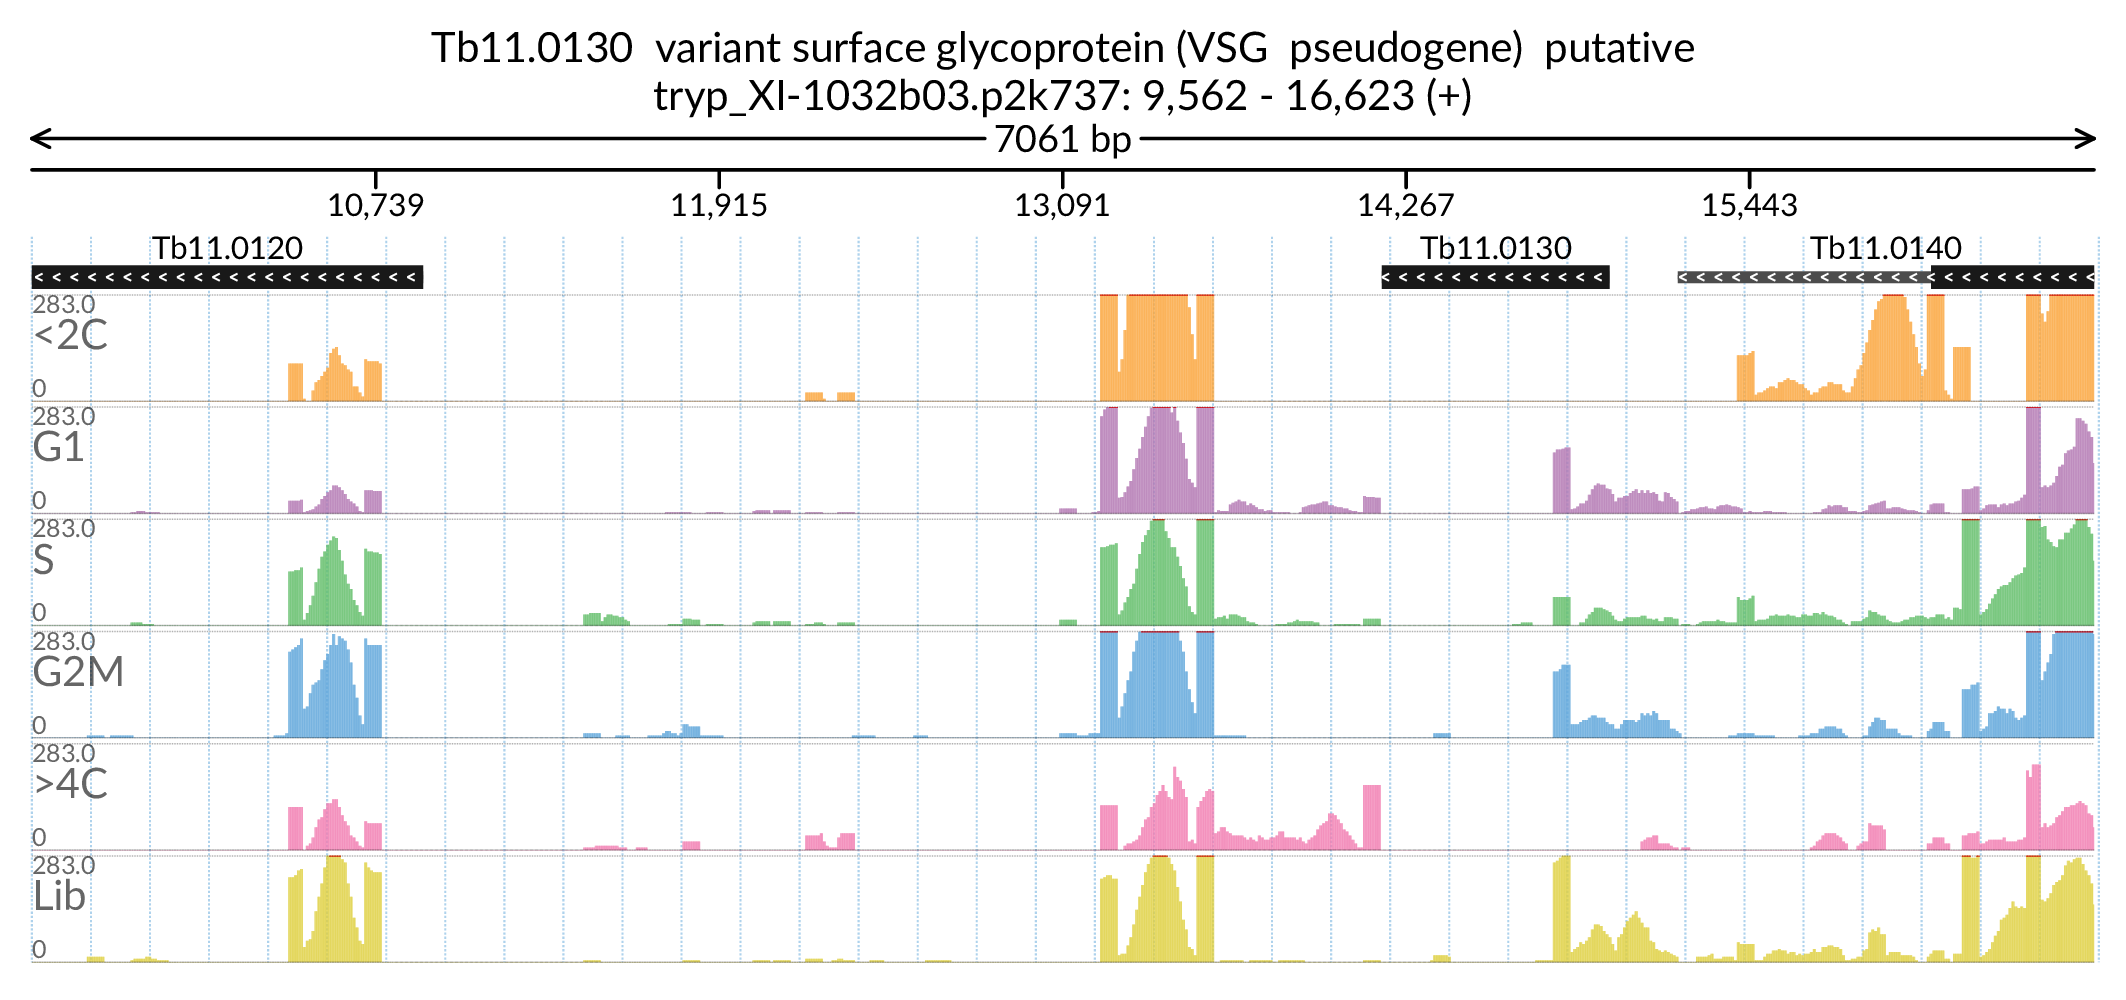 Tb11.0130  variant surface glycoprotein (VSG  pseudogene)  putative
tryp_XI-1032b03.p2k737: 9,562 - 16,623 (+)
7061 bp
10,739 11,915 13,091 14,267 15,443
Tb11.0120 Tb11.0130 Tb11.0140
283.0
<2C
0
283.0
G1
0
283.0
S
0
283.0
G2M
0
283.0
>4C
0
283.0
Lib
0